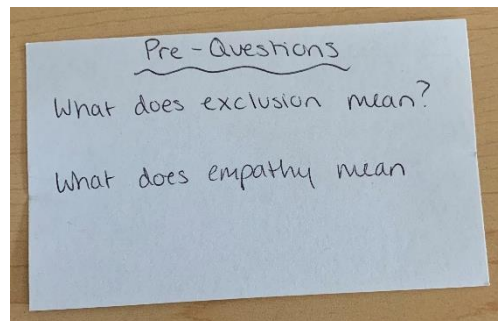 Pre-Questions
What does exclusion mean?
What does empathy mean